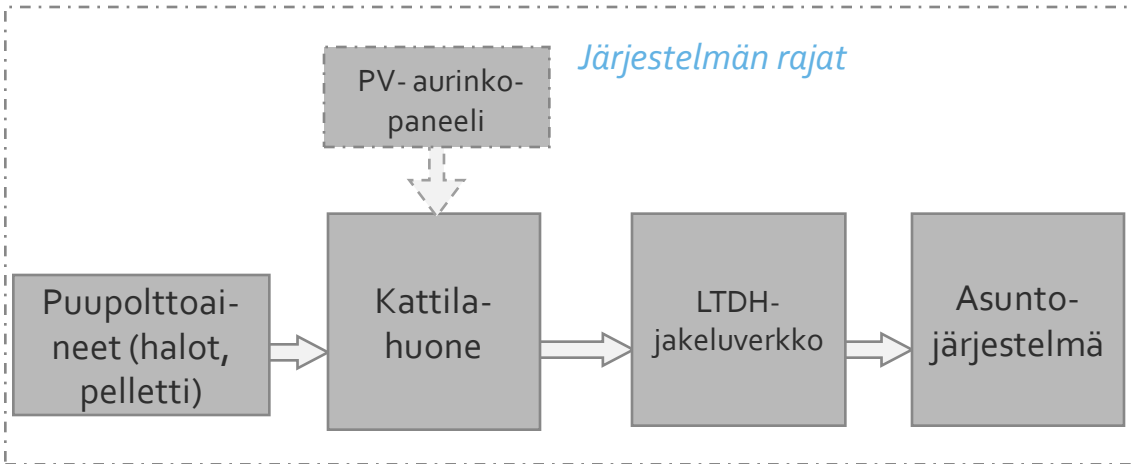 Järjestelmän rajat
PV- aurinko-
paneeli
Puupolttoai-
neet (halot,
pelletti)
Kattila-
huone
LTDH-
jakeluverkko
Asunto-
järjestelmä